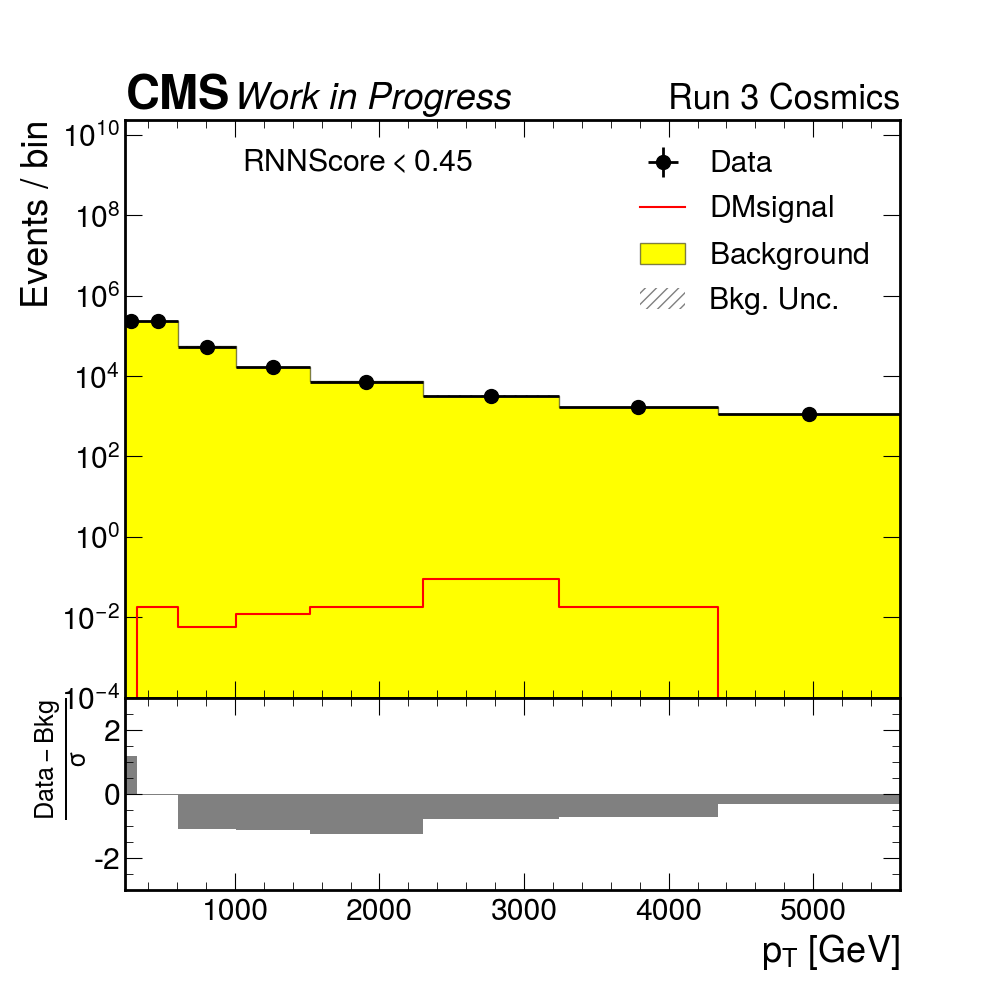 CMS Work in Progress Run 3 Cosmics
RNNScore < 0.45
Data
DMsignal
Background
Bkg. Unc.
Events / bin
10^10
10^8
10^6
10^4
10^2
10^0
10^−2
10^−4
Data − Bkg
σ
2
0
-2
1000 2000 3000 4000 5000
p_T [GeV]